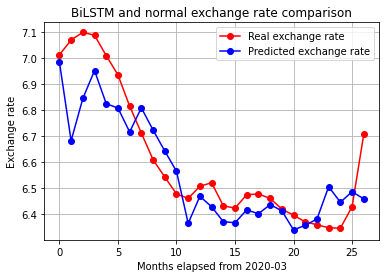 BiLSTM and normal exchange rate comparison
Real exchange rate
Predicted exchange rate
Exchange rate
7.1
7.0
6.9
6.8
6.7
6.6
6.5
6.4
0 5 10 15 20 25
Months elapsed from 2020-03